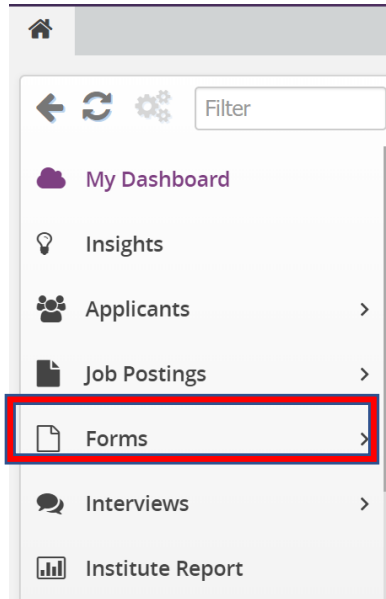 Filter
My Dashboard
Insights
Applicants
Job Postings
Forms
Interviews
Institute Report